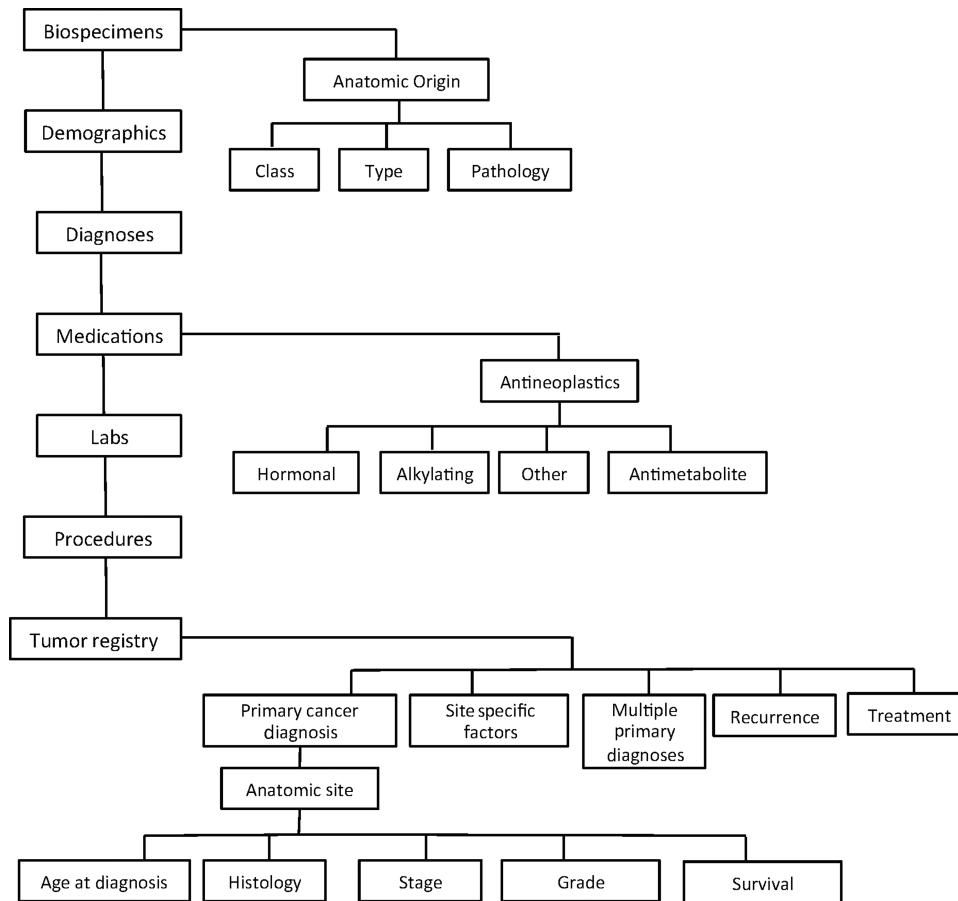 Biospecimens
Anatomic Origin
Demographics
Class
Type
Pathology
Diagnoses
Medications
Antineoplastics
Labs
Hormonal
Alkylating
Other
Antimetabolite
Procedures
Tumor registry
Primary cancer
diagnosis
Site specific
factors
Multiple
primary
diagnoses
Recurrence
Treatment
Anatomic site
Age at diagnosis
Histology
Stage
Grade
Survival